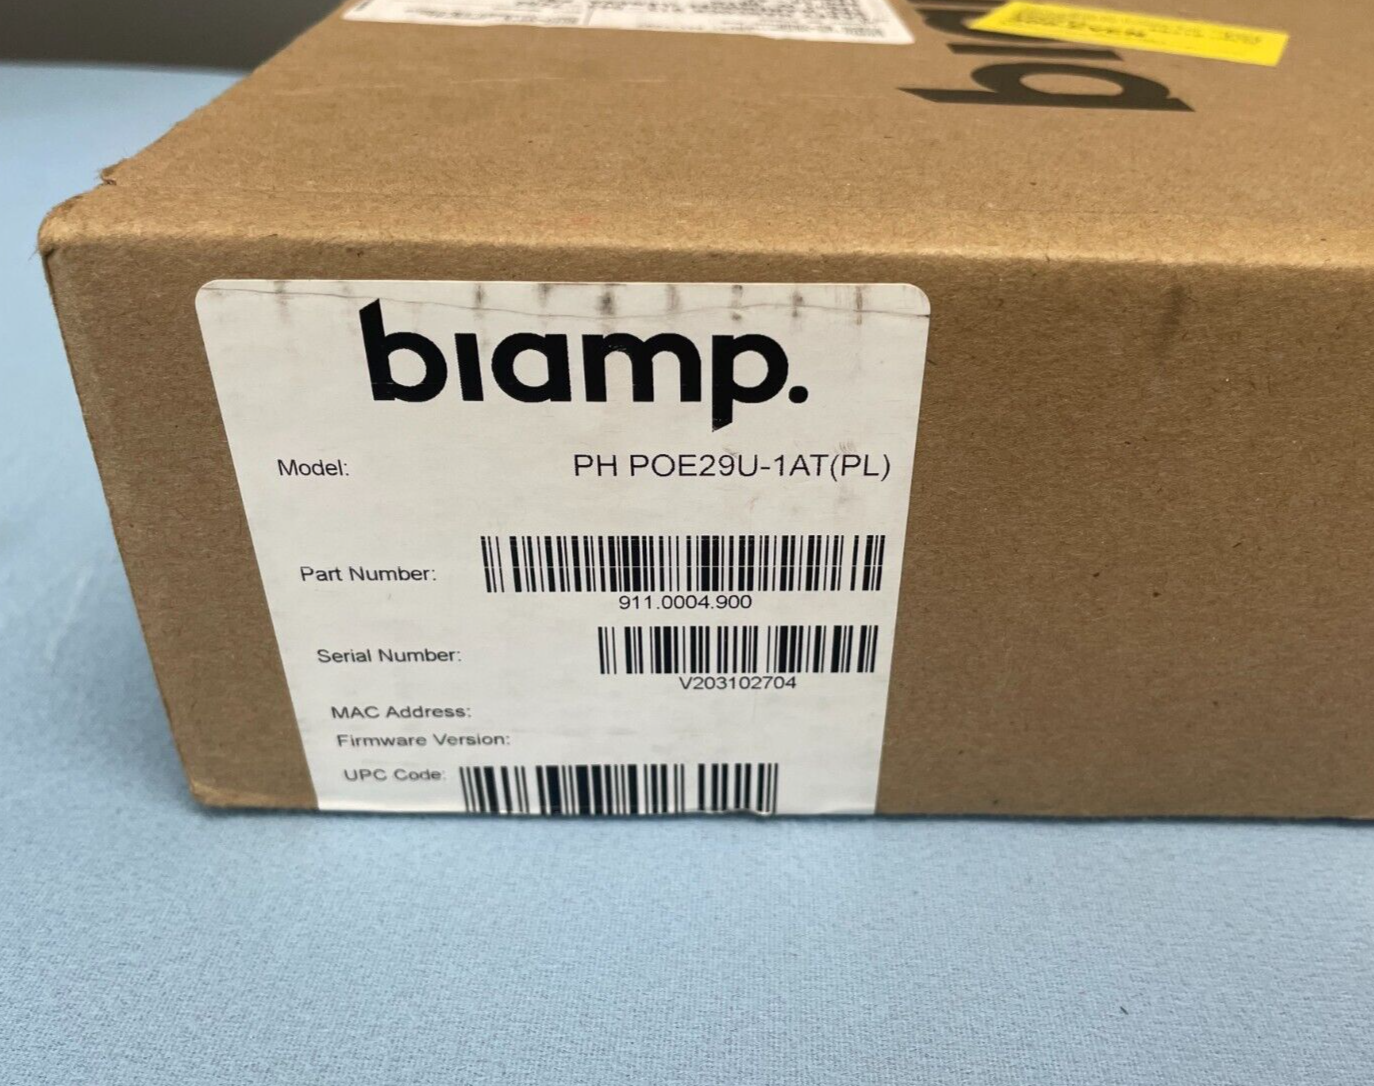 biamp.
Model: PH POE29U-1AT(PL)
Part Number:
911.0004.900
Serial Number:
V203102704
MAC Address:
Firmware Version:
UPC Code: